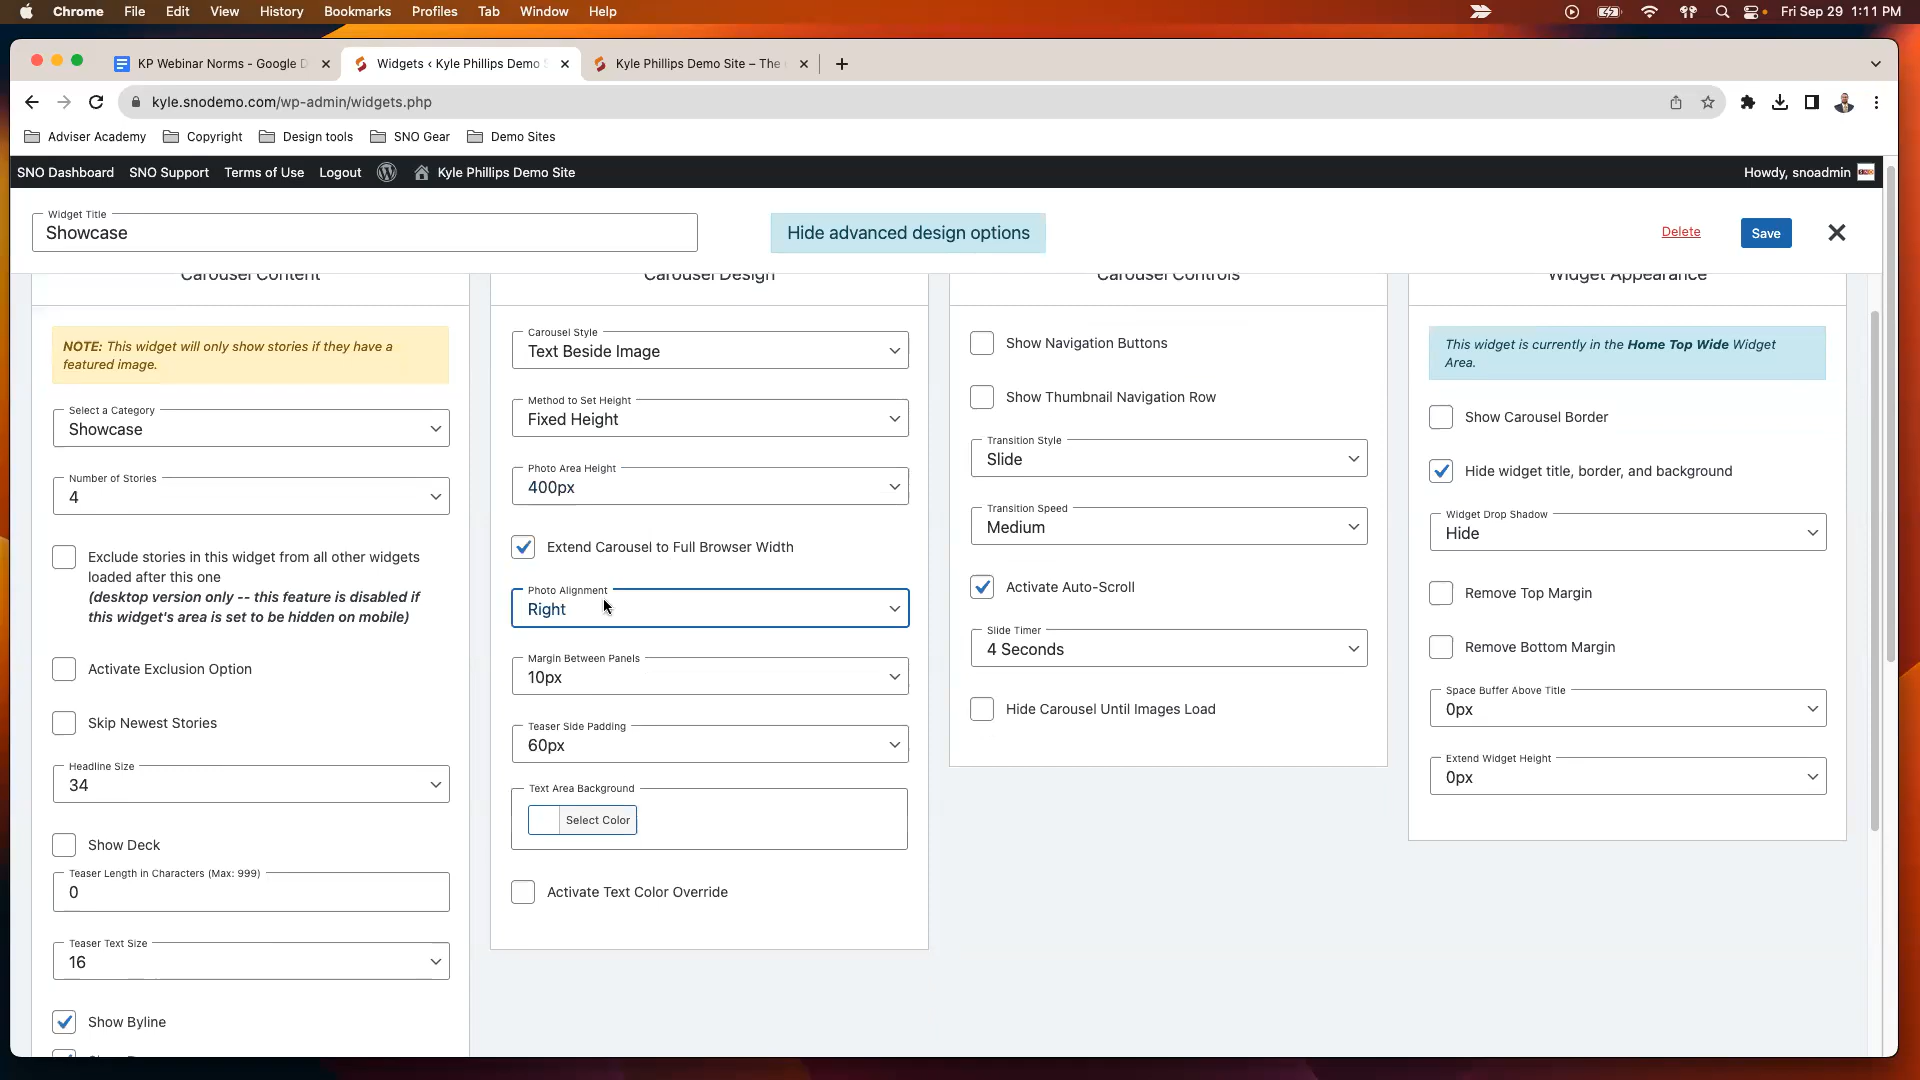 Chrome File Edit View History Bookmarks Profiles Tab Window Help Fri Sep 29 1:11 PM
KP Webinar Norms - Google D Widgets ‹ Kyle Phillips Demo S Kyle Phillips Demo Site – The
kyle.snodemo.com/wp-admin/widgets.php
Adviser Academy Copyright Design tools SNO Gear Demo Sites
SNO Dashboard SNO Support Terms of Use Logout Kyle Phillips Demo Site Howdy, snoadmin
Widget Title
Showcase
Hide advanced design options
Delete
Save
Carousel Content
NOTE: This widget will only show stories if they have a
featured image.
Select a Category
Showcase
Number of Stories
4
Exclude stories in this widget from all other widgets
loaded after this one
(desktop version only -- this feature is disabled if
this widget's area is set to be hidden on mobile)
Activate Exclusion Option
Skip Newest Stories
Headline Size
34
Show Deck
Teaser Length in Characters (Max: 999)
0
Teaser Text Size
16
Show Byline
Carousel Design
Carousel Style
Text Beside Image
Method to Set Height
Fixed Height
Photo Area Height
400px
Extend Carousel to Full Browser Width
Photo Alignment
Right
Margin Between Panels
10px
Teaser Side Padding
60px
Text Area Background
Select Color
Activate Text Color Override
Carousel Controls
Show Navigation Buttons
Show Thumbnail Navigation Row
Transition Style
Slide
Transition Speed
Medium
Activate Auto-Scroll
Slide Timer
4 Seconds
Hide Carousel Until Images Load
Widget Appearance
This widget is currently in the Home Top Wide Widget
Area.
Show Carousel Border
Hide widget title, border, and background
Widget Drop Shadow
Hide
Remove Top Margin
Remove Bottom Margin
Space Buffer Above Title
0px
Extend Widget Height
0px